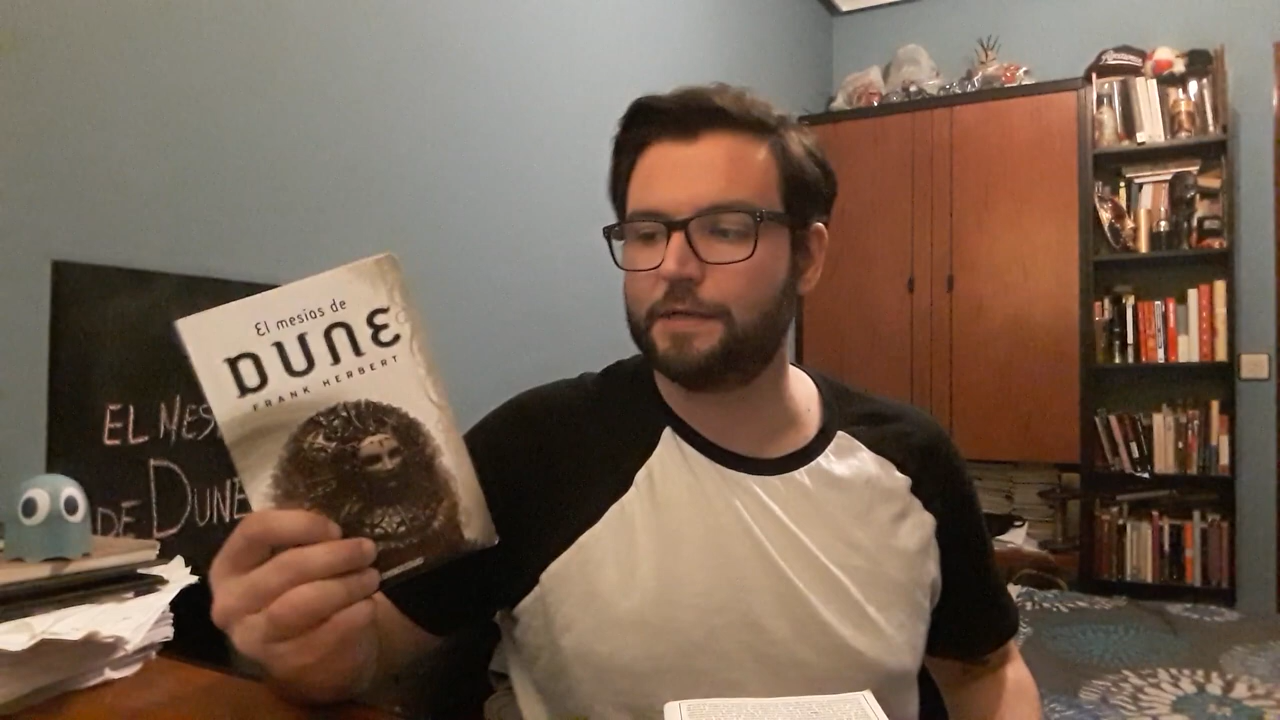 El mesías de
DUNE
FRANK HERBERT
EL MES
DE DUNE